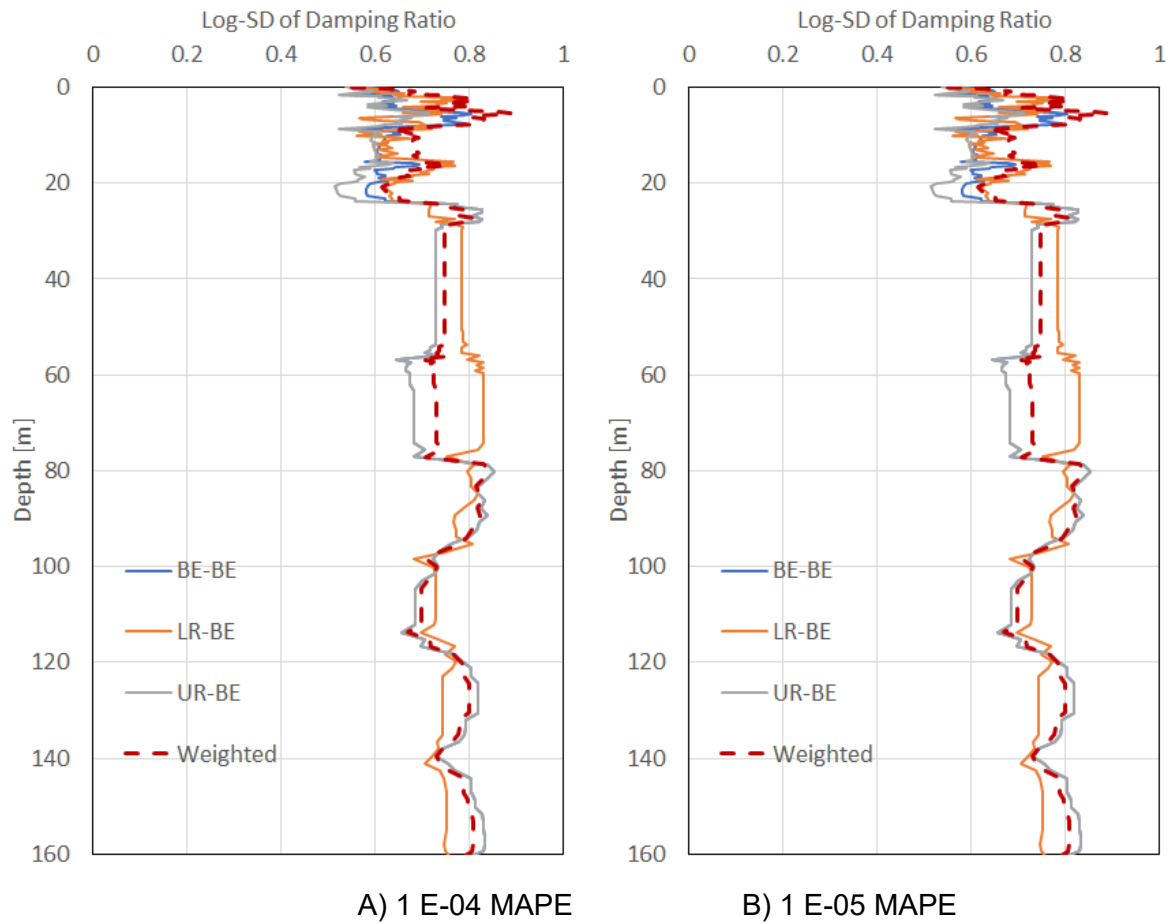 Log-SD of Damping Ratio
0 0.2 0.4 0.6 0.8 1
0
20
40
60
80
100
120
140
160
Depth [m]
BE-BE
LR-BE
UR-BE
Weighted
Log-SD of Damping Ratio
0 0.2 0.4 0.6 0.8 1
0
20
40
60
80
100
120
140
160
Depth [m]
BE-BE
LR-BE
UR-BE
Weighted
A) 1 E-04 MAPE
B) 1 E-05 MAPE